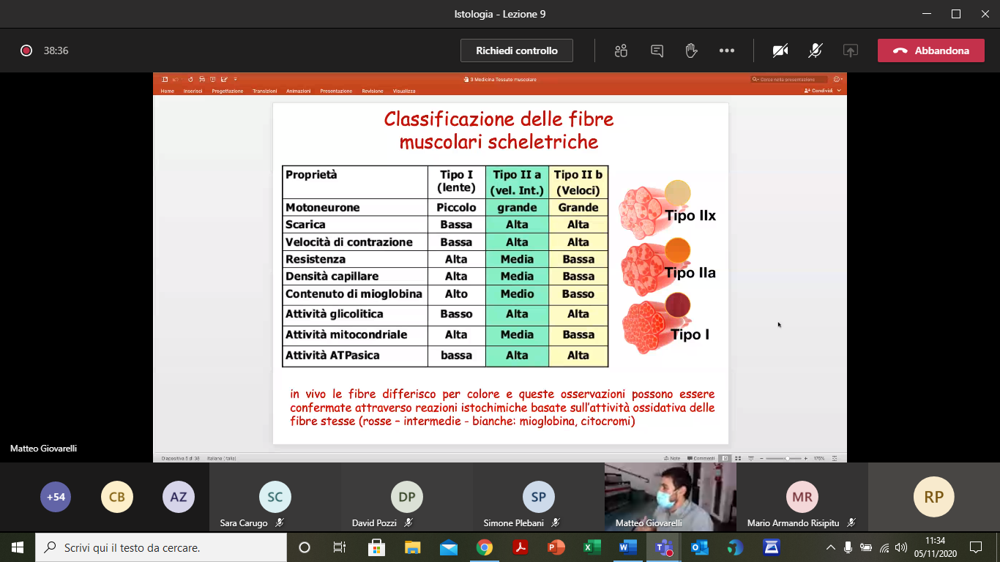 Istologia - Lezione 9
38:36
Richiedi controllo
Abbandona
3 Medicina Tessuto muscolare
Cerca nella presentazione
Home Inserisci Progettazione Transizioni Animazioni Presentazione Revisione Visualizza
Condividi
Classificazione delle fibre
muscolari scheletriche
Proprietà Tipo I (lente) Tipo II a (vel. Int.) Tipo II b (Veloci)
Motoneurone Piccolo grande Grande
Scarica Bassa Alta Alta
Velocità di contrazione Bassa Alta Alta
Resistenza Alta Media Bassa
Densità capillare Alta Media Bassa
Contenuto di mioglobina Alto Medio Basso
Attività glicolitica Basso Alta Alta
Attività mitocondriale Alta Media Bassa
Attività ATPasica bassa Alta Alta
Tipo IIx
Tipo IIa
Tipo I
in vivo le fibre differisco per colore e queste osservazioni possono essere
confermate attraverso reazioni istochimiche basate sull'attività ossidativa delle
fibre stesse (rosse – intermedie - bianche: mioglobina, citocromi)
Matteo Giovarelli
Diapositiva 5 di 38 Italiano (Italia)
Note Commenti 175%
+54 CB AZ SC DP SP MR RP
Sara Carugo David Pozzi Simone Plebani Matteo Giovarelli Mario Armando Risipitu
Scrivi qui il testo da cercare.
11:34
05/11/2020